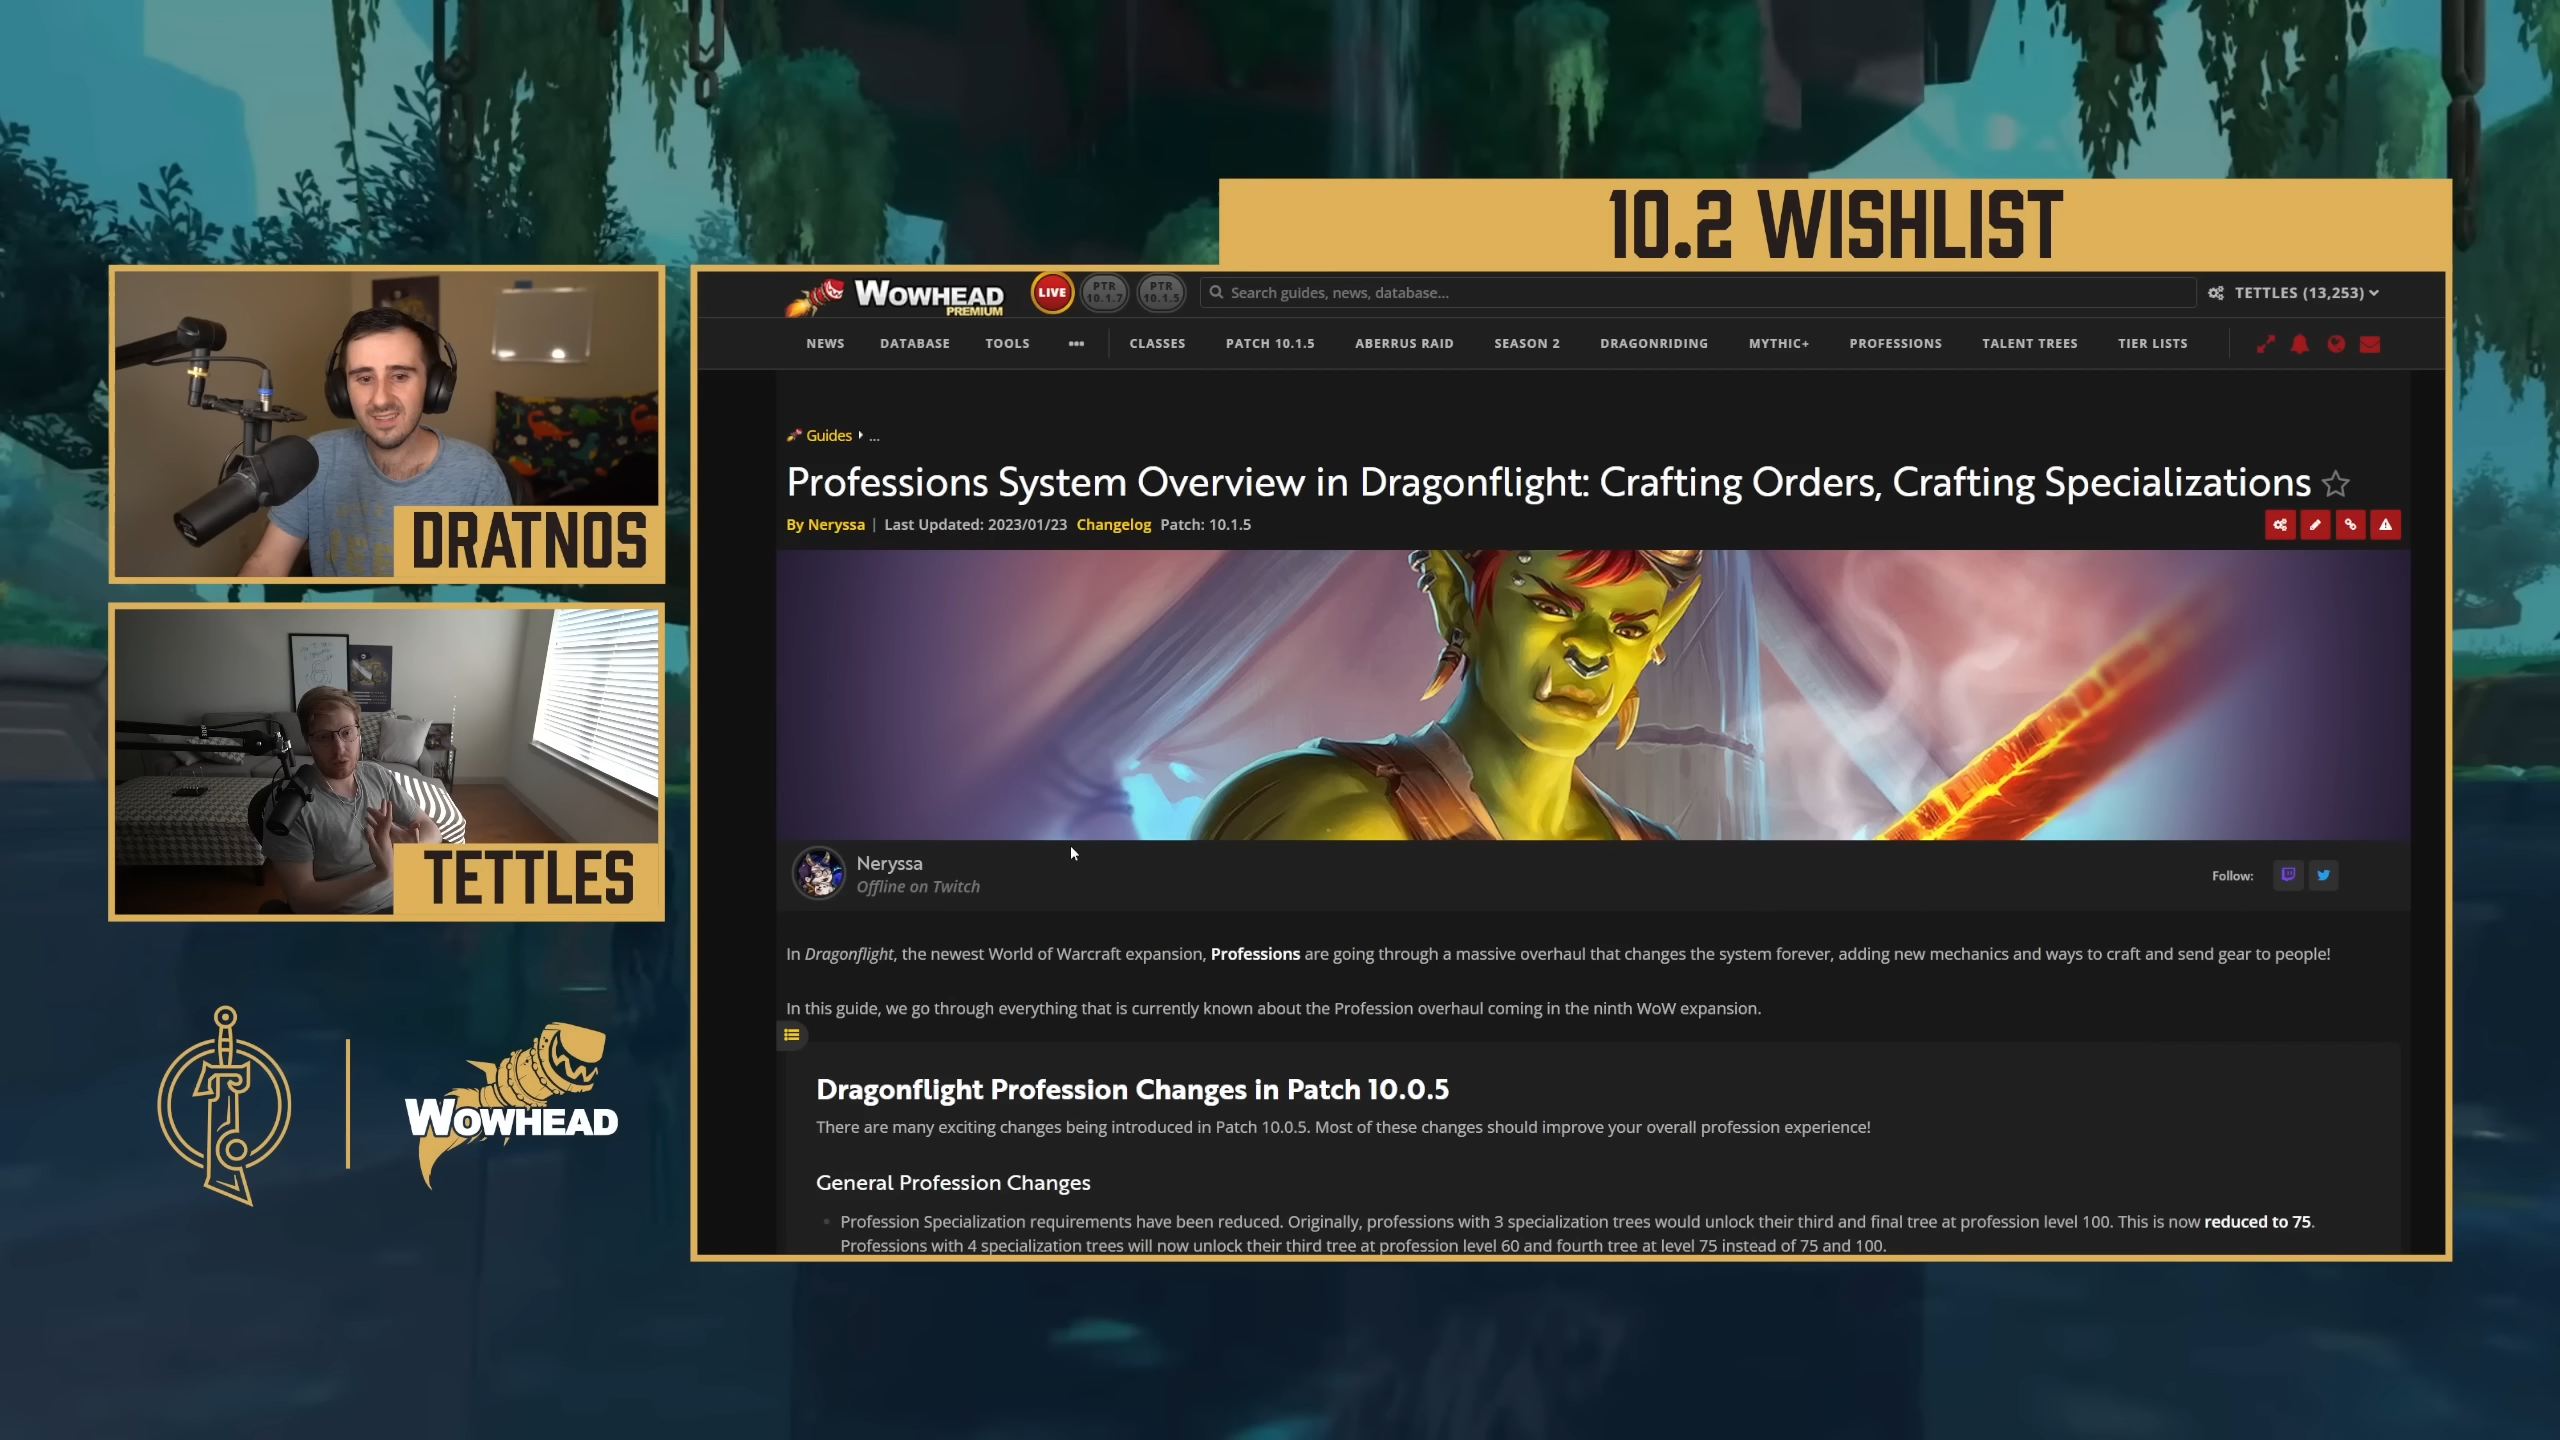 10.2 WISHLIST
WOWHEAD
PREMIUM
LIVE
PTR
10.1.7
PTR
10.1.5
Search guides, news, database...
TETTLES (13,253)
NEWS DATABASE TOOLS ••• CLASSES PATCH 10.1.5 ABERRUS RAID SEASON 2 DRAGONRIDING MYTHIC+ PROFESSIONS TALENT TREES TIER LISTS
Guides ...
Professions System Overview in Dragonflight: Crafting Orders, Crafting Specializations
By Neryssa | Last Updated: 2023/01/23 Changelog Patch: 10.1.5
DRATNOS
TETTLES
Neryssa
Offline on Twitch
Follow:
In Dragonflight, the newest World of Warcraft expansion, Professions are going through a massive overhaul that changes the system forever, adding new mechanics and ways to craft and send gear to people!
In this guide, we go through everything that is currently known about the Profession overhaul coming in the ninth WoW expansion.
Dragonflight Profession Changes in Patch 10.0.5
There are many exciting changes being introduced in Patch 10.0.5. Most of these changes should improve your overall profession experience!
General Profession Changes
Profession Specialization requirements have been reduced. Originally, professions with 3 specialization trees would unlock their third and final tree at profession level 100. This is now reduced to 75.
Professions with 4 specialization trees will now unlock their third tree at profession level 60 and fourth tree at level 75 instead of 75 and 100.
WOWHEAD